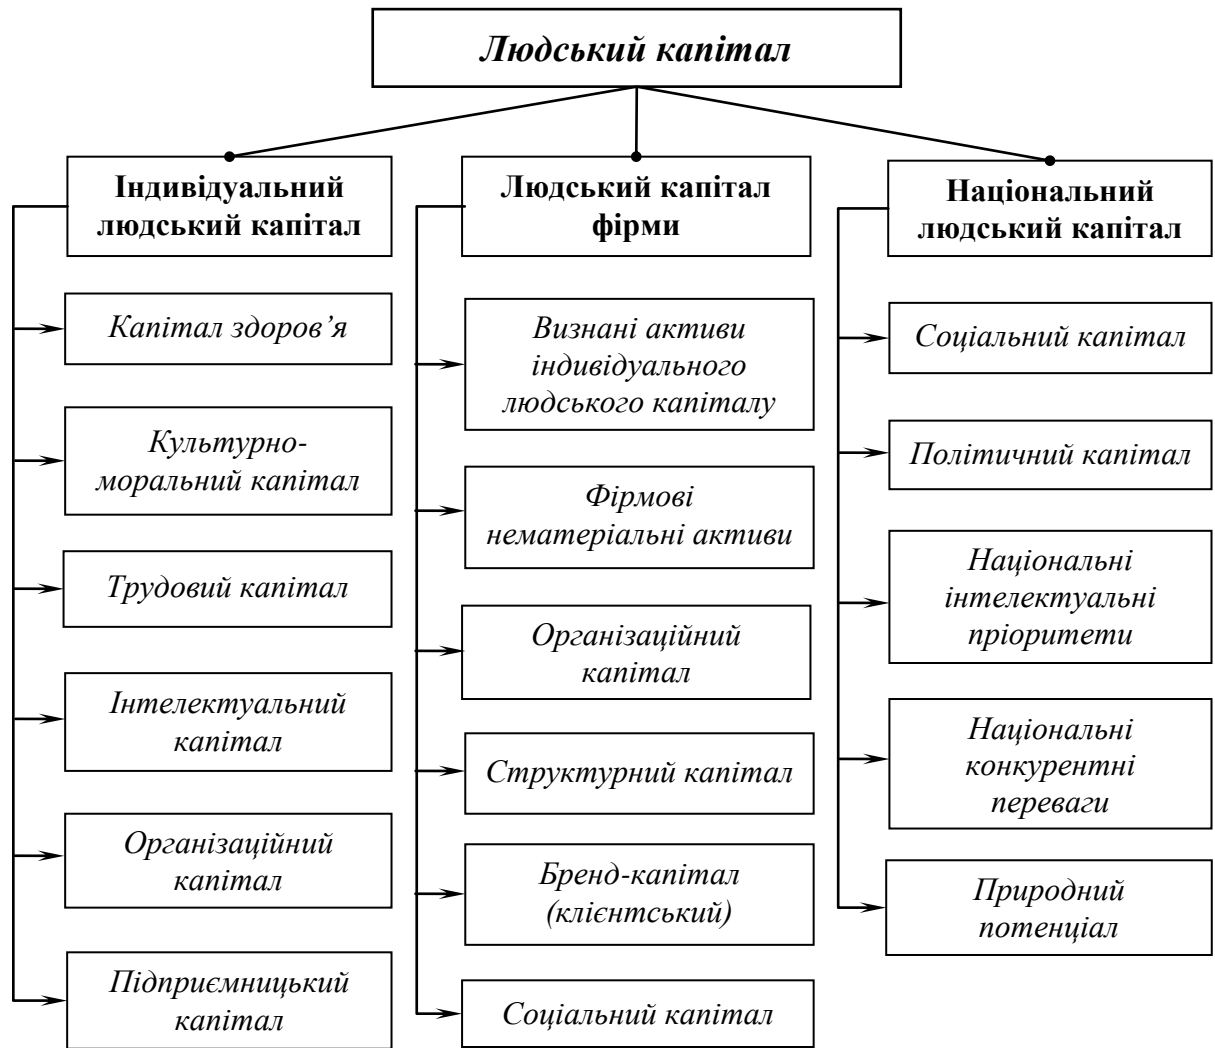 Людський капітал
Індивідуальний
людський капітал
Капітал здоров’я
Культурно-
моральний капітал
Трудовий капітал
Інтелектуальний
капітал
Організаційний
капітал
Підприємницький
капітал
Людський капітал
фірми
Визнані активи
індивідуального
людського капіталу
Фірмові
нематеріальні активи
Організаційний
капітал
Структурний капітал
Бренд-капітал
(клієнтський)
Соціальний капітал
Національний
людський капітал
Соціальний капітал
Політичний капітал
Національні
інтелектуальні
пріоритети
Національні
конкурентні
переваги
Природний
потенціал